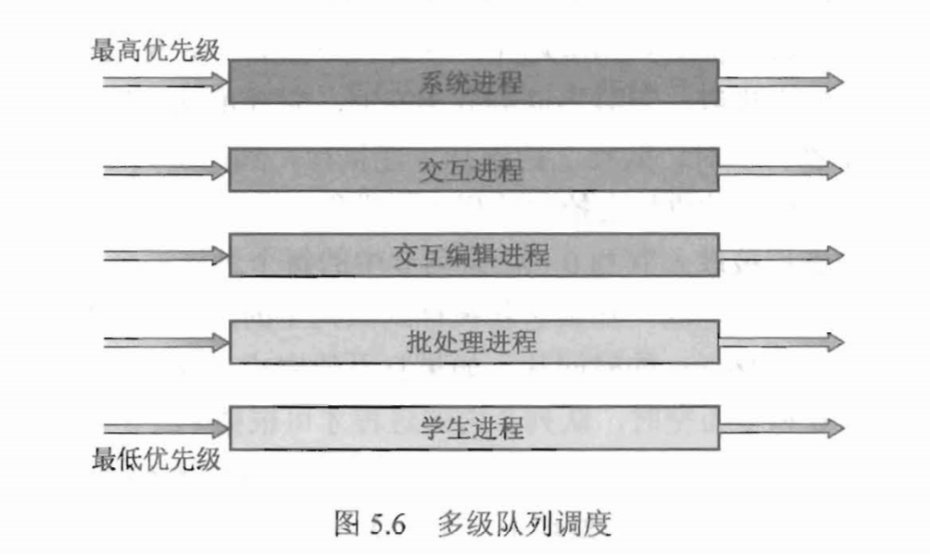 最高优先级
系统进程
交互进程
交互编辑进程
批处理进程
学生进程
最低优先级
图 5.6 多级队列调度